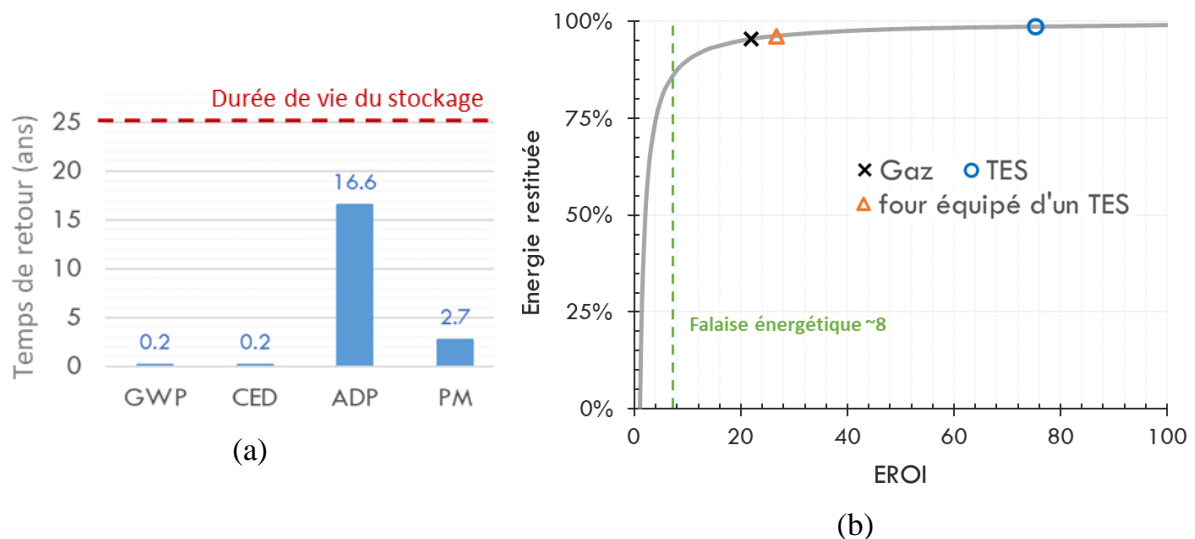 Durée de vie du stockage
Temps de retour (ans)
25
20
15
10
5
0
0.2
0.2
16.6
2.7
GWP
CED
ADP
PM
(a)
Energie restituée
100%
75%
50%
25%
0%
Gaz
TES
four équipé d'un TES
Falaise énergétique ~8
0
20
40
60
80
100
EROI
(b)